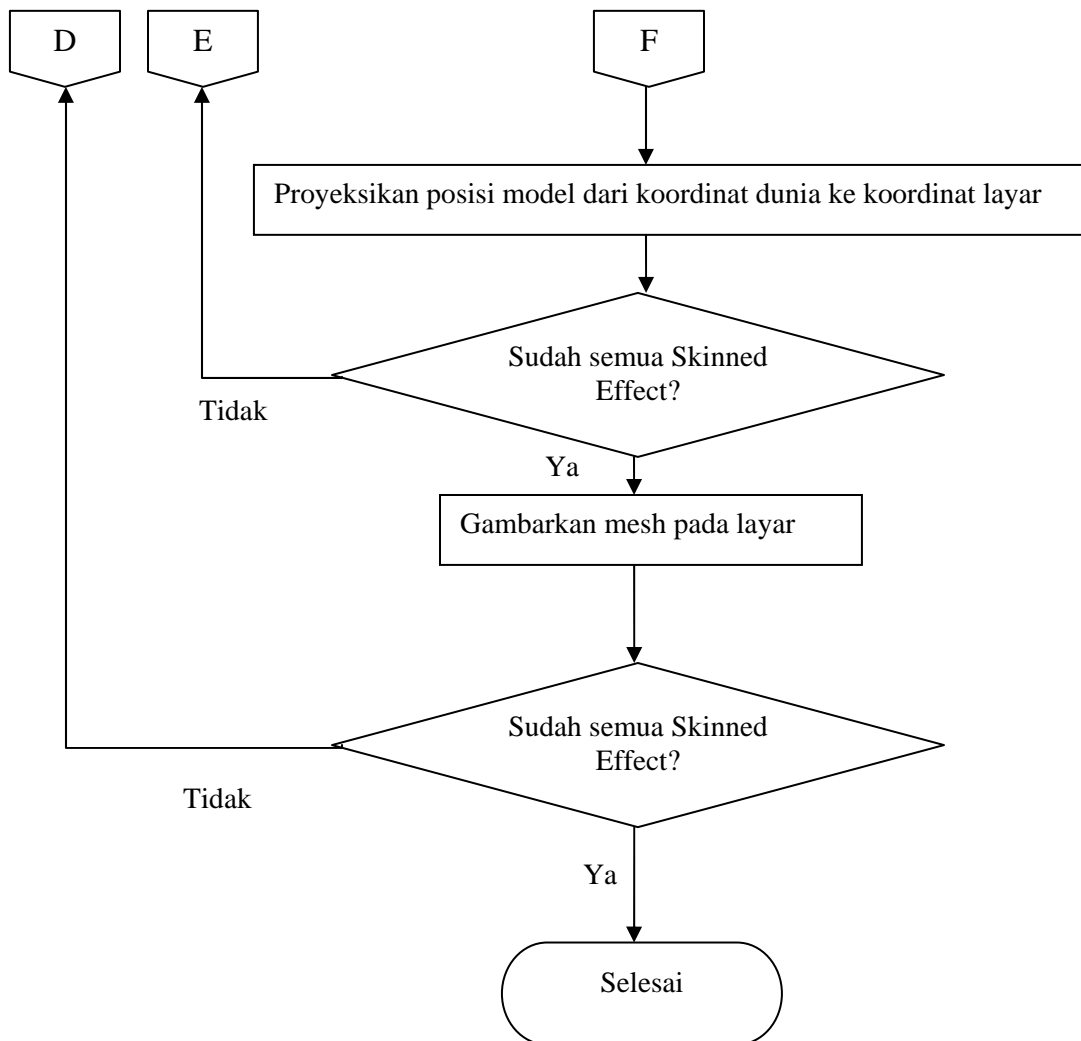 D
E
F
Proyeksikan posisi model dari koordinat dunia ke koordinat layar
Sudah semua Skinned
Effect?
Tidak
Ya
Gambarkan mesh pada layar
Sudah semua Skinned
Effect?
Tidak
Ya
Selesai